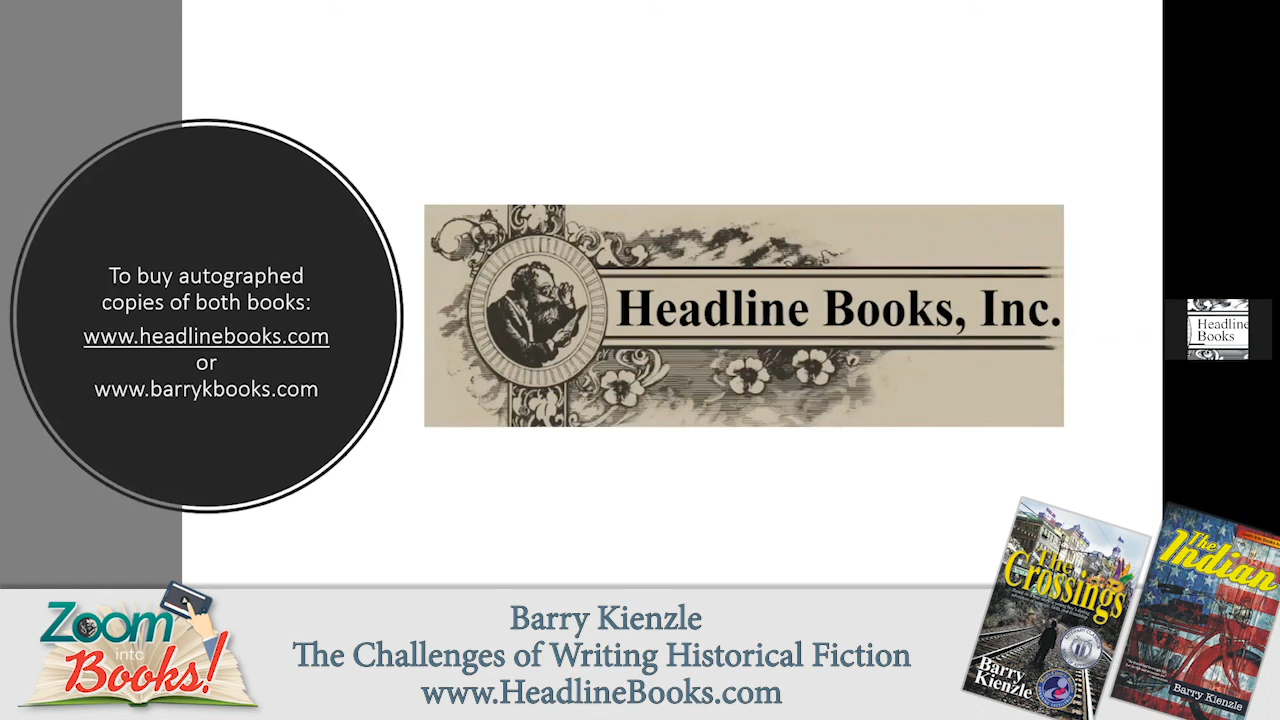 To buy autographed
copies of both books:
www.headlinebooks.com
or
www.barrykbooks.com
Headline Books, Inc.
Headline
Books
Zoom
into
Books!
Barry Kienzle
The Challenges of Writing Historical Fiction
www.HeadlineBooks.com
The
Crossings
Barry
Kienzle
The
Indian
Barry Kienzle